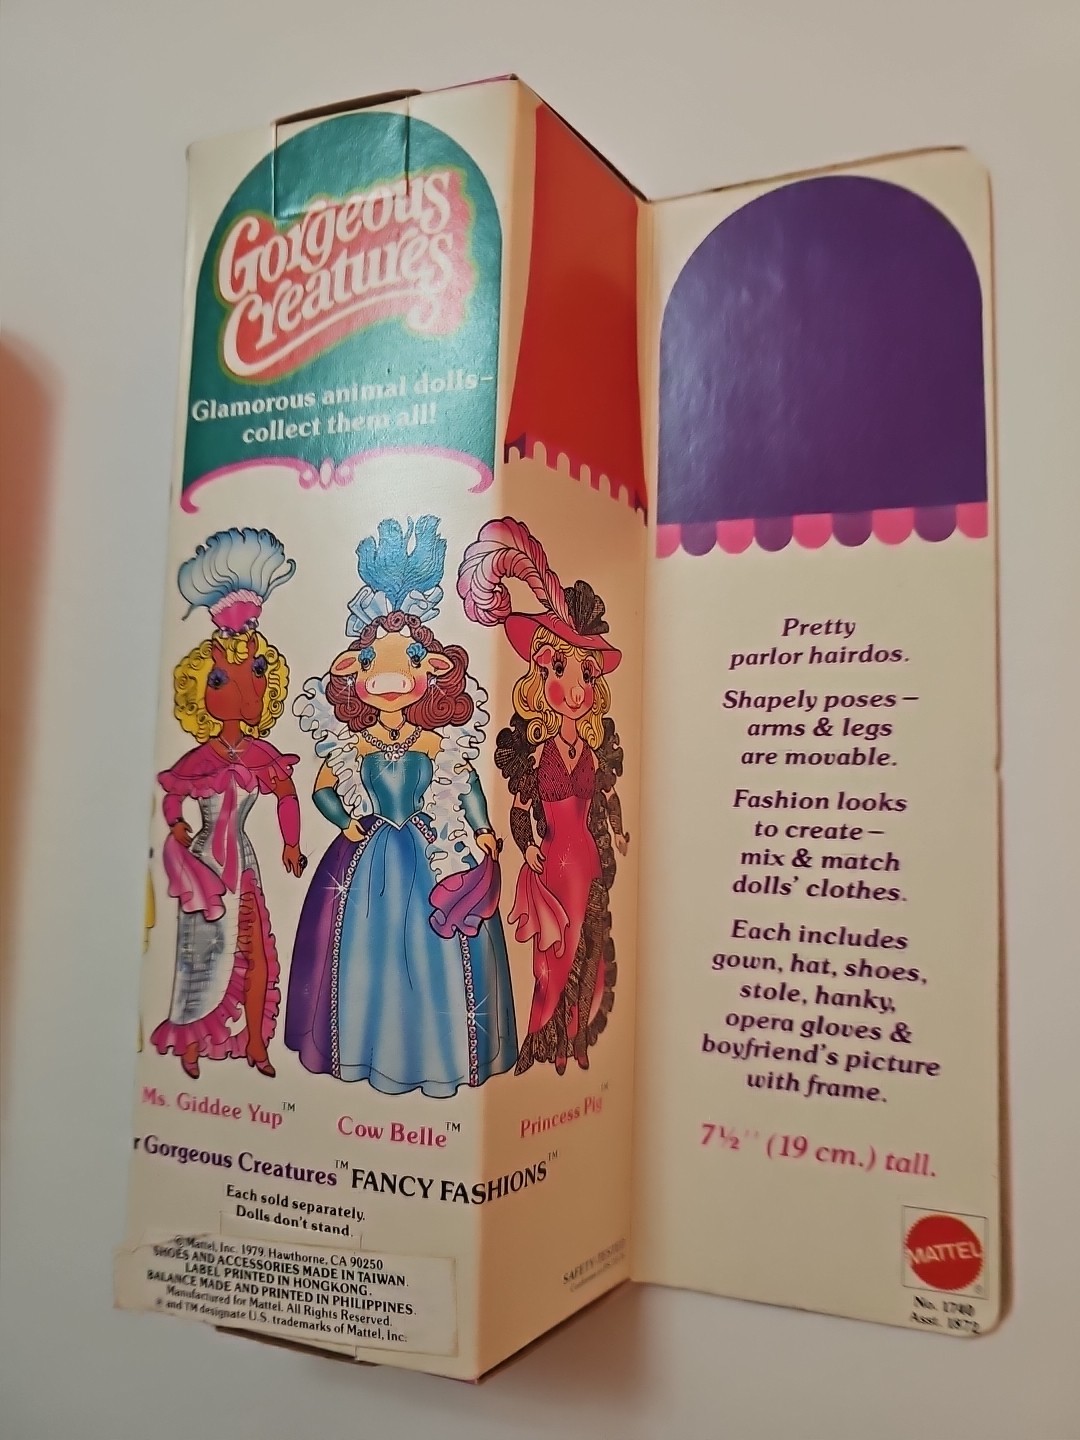 Gorgeous
Creatures
Glamorous animal dolls–
collect them all!
Ms. Giddee Yup™
Cow Belle™
Princess Pig™
r Gorgeous Creatures™ FANCY FASHIONS™
Each sold separately.
Dolls don't stand.
© Mattel, Inc. 1979. Hawthorne, CA 90250
SHOES AND ACCESSORIES MADE IN TAIWAN.
LABEL PRINTED IN HONGKONG.
BALANCE MADE AND PRINTED IN PHILIPPINES.
Manufactured for Mattel. All Rights Reserved.
® and TM designate U.S. trademarks of Mattel, Inc.
SAFETY TESTED
Pretty
parlor hairdos.
Shapely poses –
arms & legs
are movable.
Fashion looks
to create –
mix & match
dolls' clothes.
Each includes
gown, hat, shoes,
stole, hanky,
opera gloves &
boyfriend's picture
with frame.
7½'' (19 cm.) tall.
MATTEL®
No. 1740
Asst. 1872